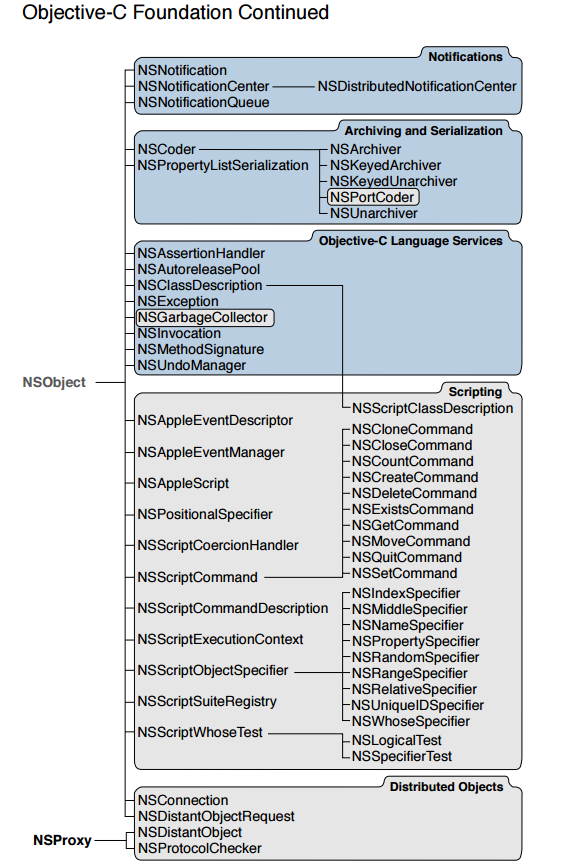 Objective-C Foundation Continued
Notifications
NSNotification
NSNotificationCenter
NSDistributedNotificationCenter
NSNotificationQueue
Archiving and Serialization
NSCoder
NSPropertyListSerialization
NSArchiver
NSKeyedArchiver
NSKeyedUnarchiver
NSPortCoder
NSUnarchiver
Objective-C Language Services
NSAssertionHandler
NSAutoreleasePool
NSClassDescription
NSException
NSGarbageCollector
NSInvocation
NSMethodSignature
NSUndoManager
NSObject
Scripting
NSScriptClassDescription
NSAppleEventDescriptor
NSAppleEventManager
NSAppleScript
NSPositionalSpecifier
NSScriptCoercionHandler
NSScriptCommand
NSScriptCommandDescription
NSScriptExecutionContext
NSScriptObjectSpecifier
NSScriptSuiteRegistry
NSScriptWhoseTest
NSCloneCommand
NSCloseCommand
NSCountCommand
NSCreateCommand
NSDeleteCommand
NSExistsCommand
NSGetCommand
NSMoveCommand
NSQuitCommand
NSSetCommand
NSIndexSpecifier
NSMiddleSpecifier
NSNameSpecifier
NSPropertySpecifier
NSRandomSpecifier
NSRangeSpecifier
NSRelativeSpecifier
NSUniqueIDSpecifier
NSWhoseSpecifier
NSLogicalTest
NSSpecifierTest
Distributed Objects
NSConnection
NSDistantObjectRequest
NSProxy
NSDistantObject
NSProtocolChecker